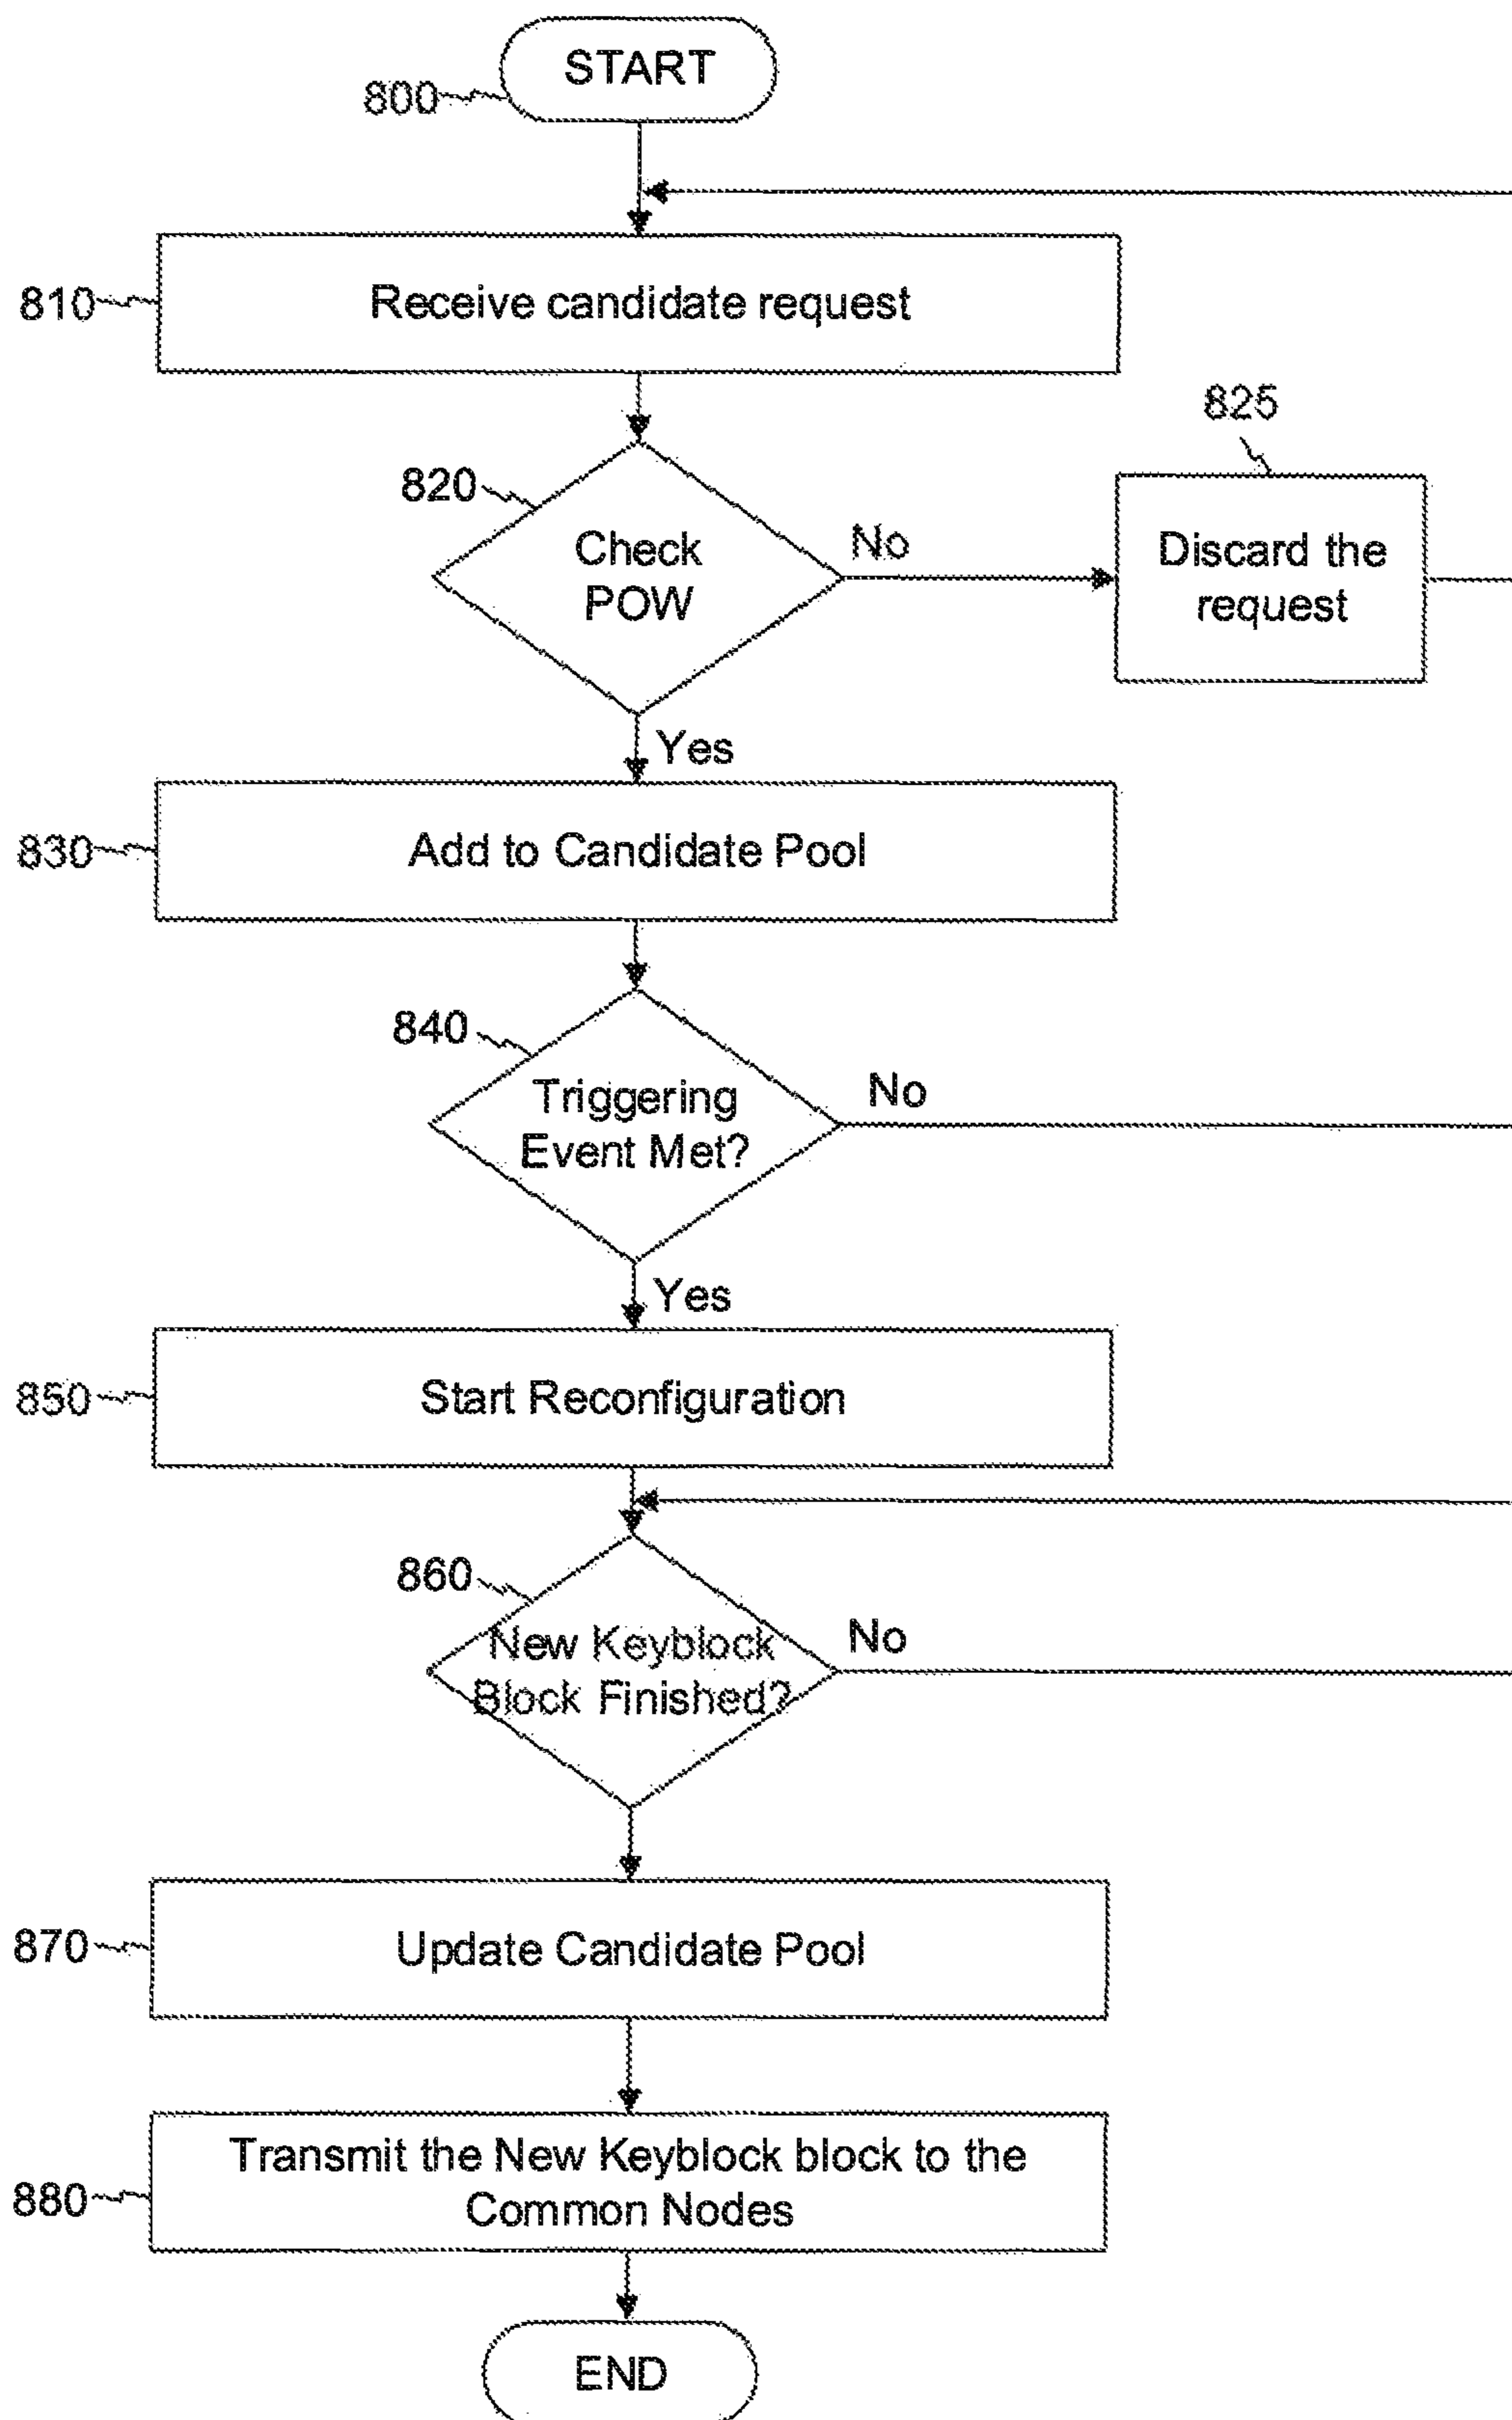 START
800
810
Receive candidate request
825
820
Check
POW
No
Discard the
request
Yes
830
Add to Candidate Pool
840
Triggering
Event Met?
No
Yes
850
Start Reconfiguration
860
New Keyblock
Block Finished?
No
870
Update Candidate Pool
880
Transmit the New Keyblock block to the
Common Nodes
END